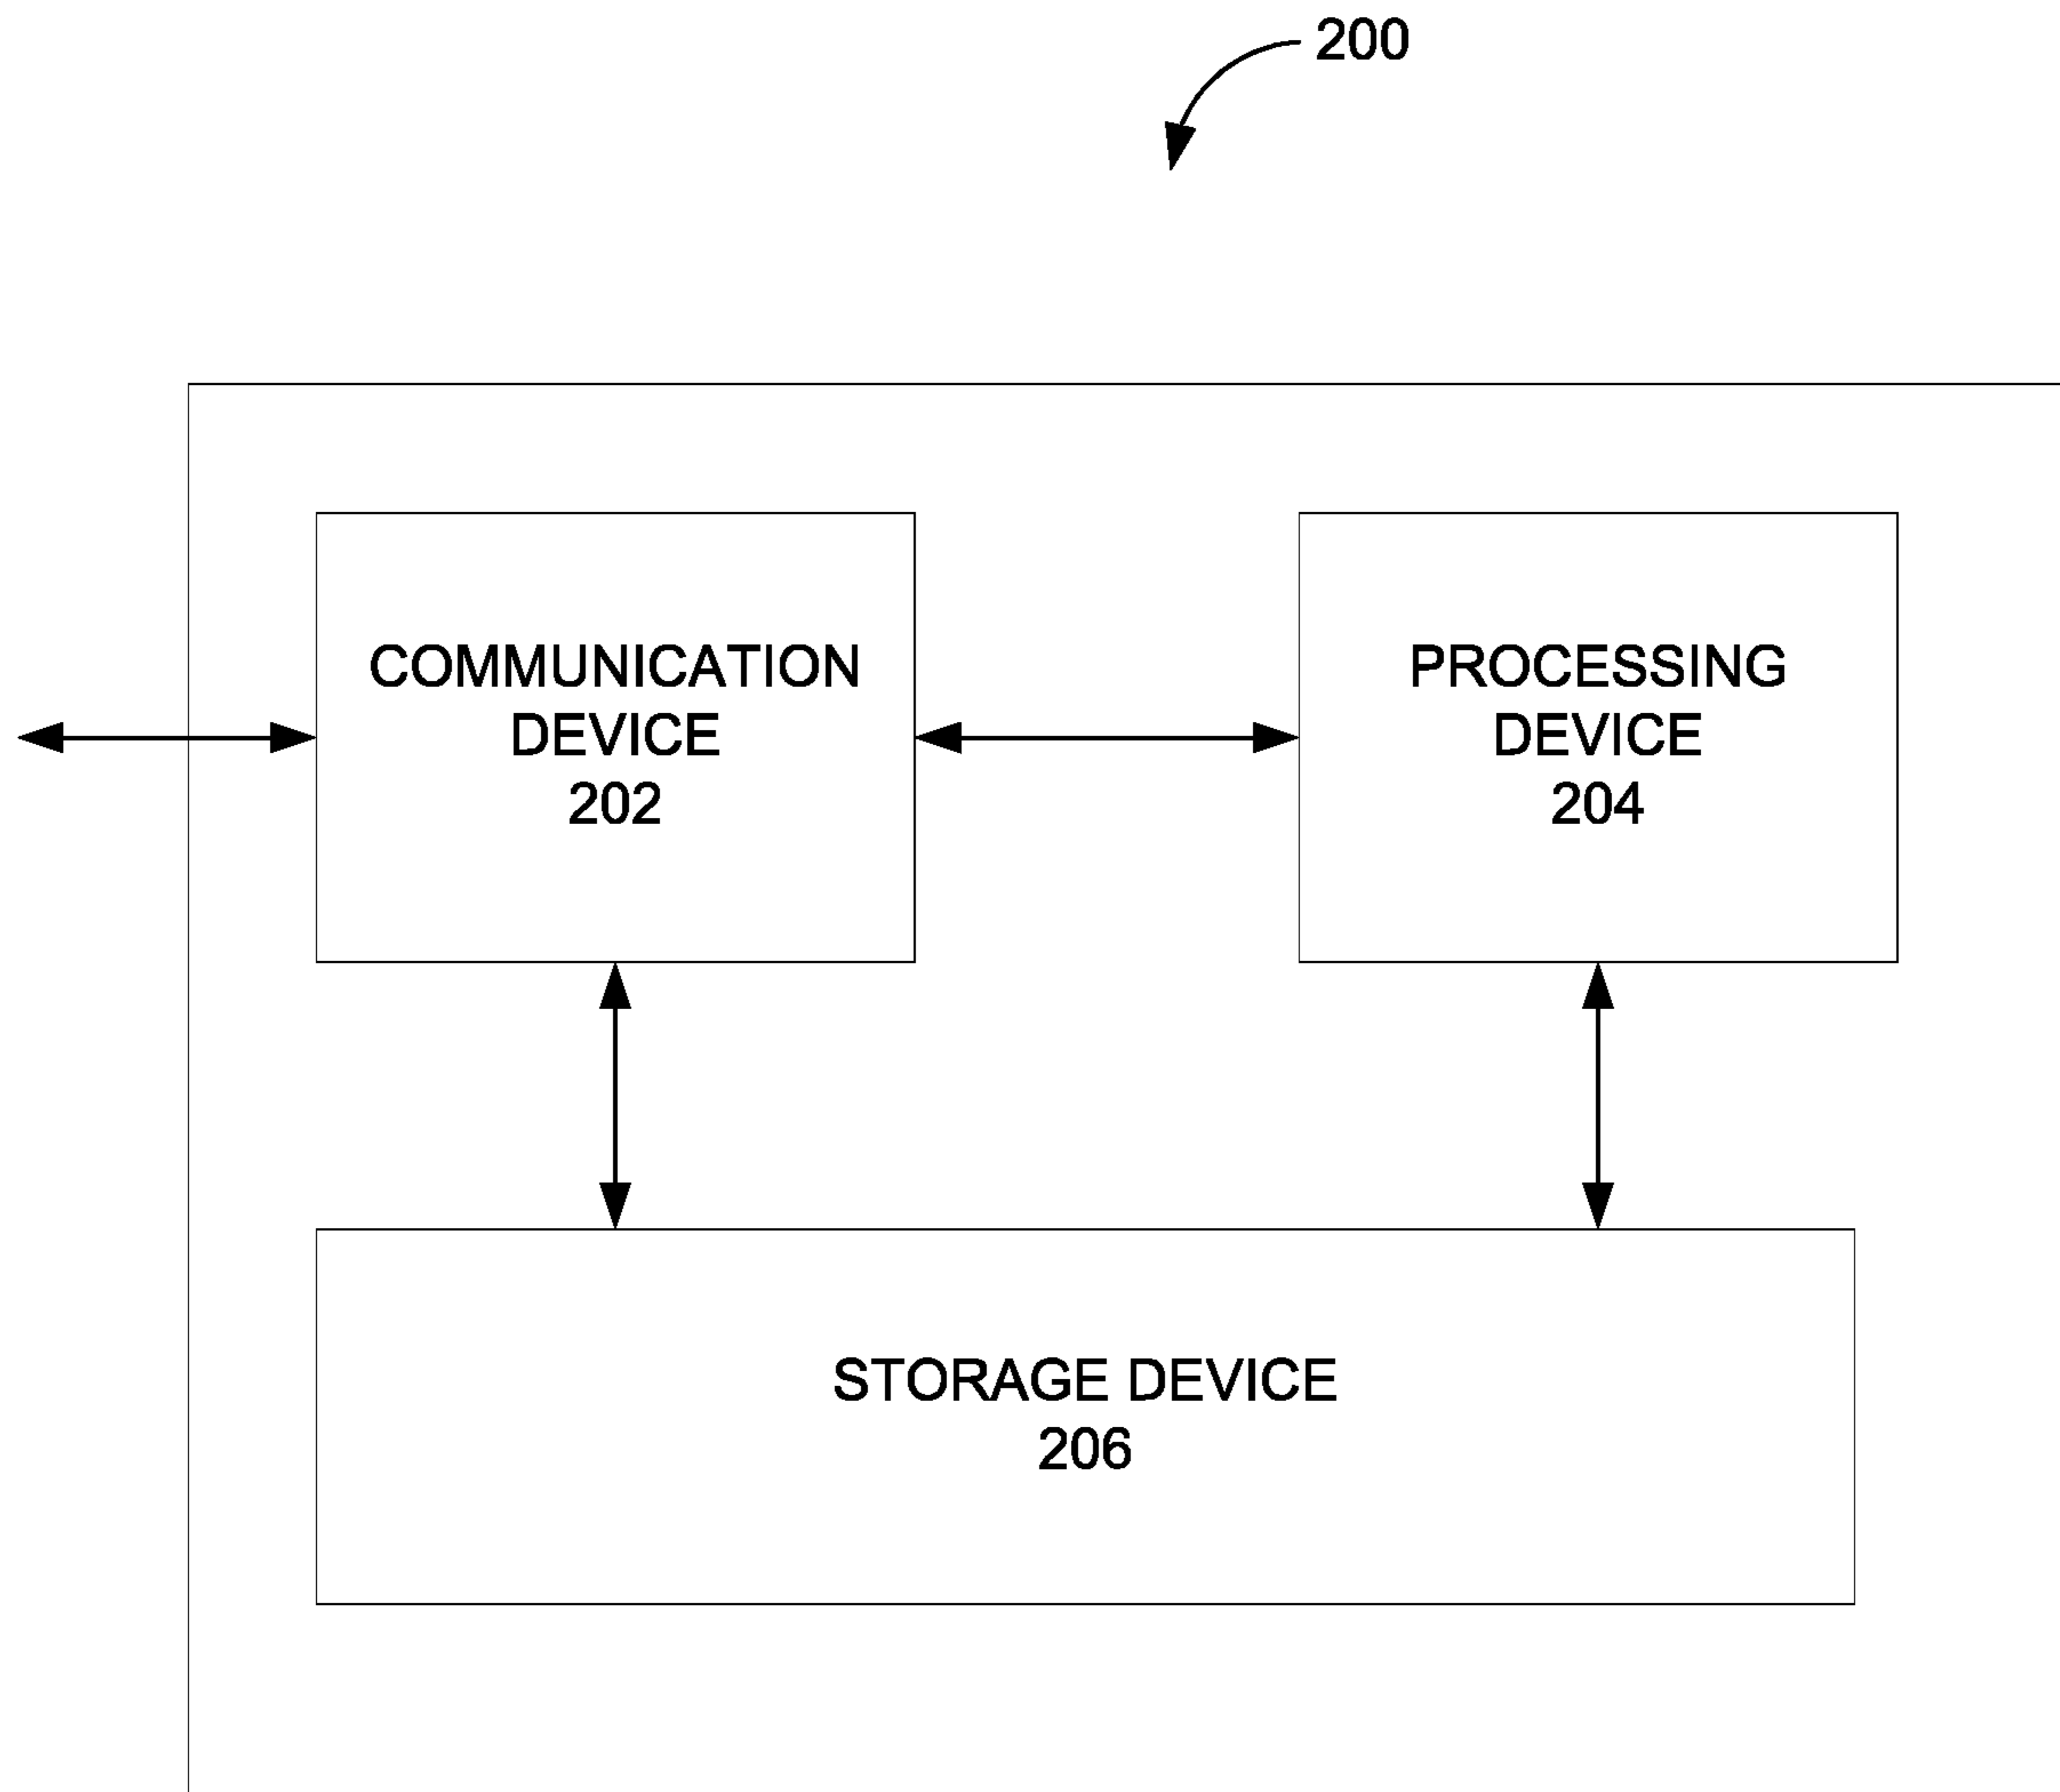 200
COMMUNICATION
DEVICE
202
PROCESSING
DEVICE
204
STORAGE DEVICE
206